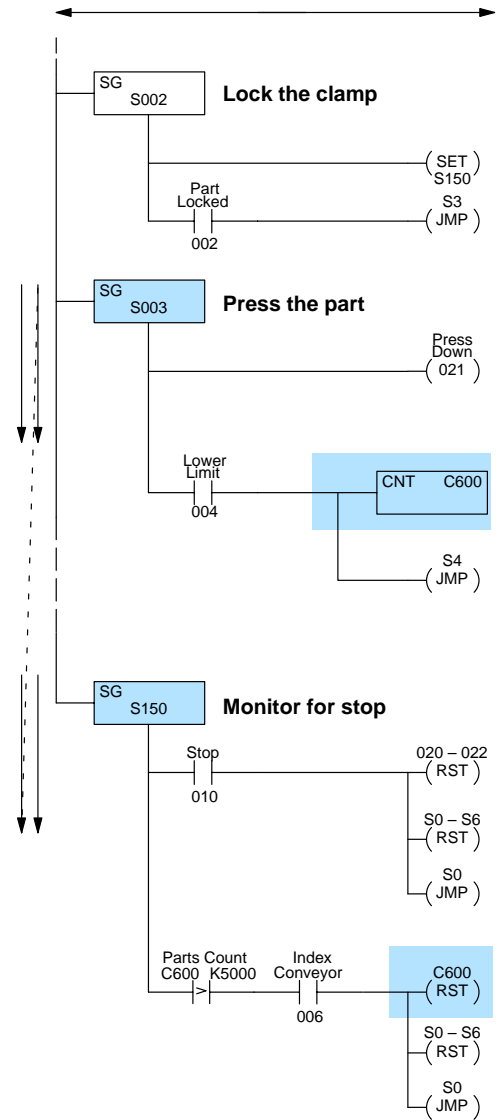 SG
S002
Lock the clamp
SET
S150
Part
Locked
002
S3
JMP
SG
S003
Press the part
Press
Down
021
Lower
Limit
004
CNT C600
S4
JMP
SG
S150
Monitor for stop
Stop
010
020 – 022
RST
S0 – S6
RST
S0
JMP
Parts Count
C600 > K5000
Index
Conveyor
006
C600
RST
S0 – S6
RST
S0
JMP